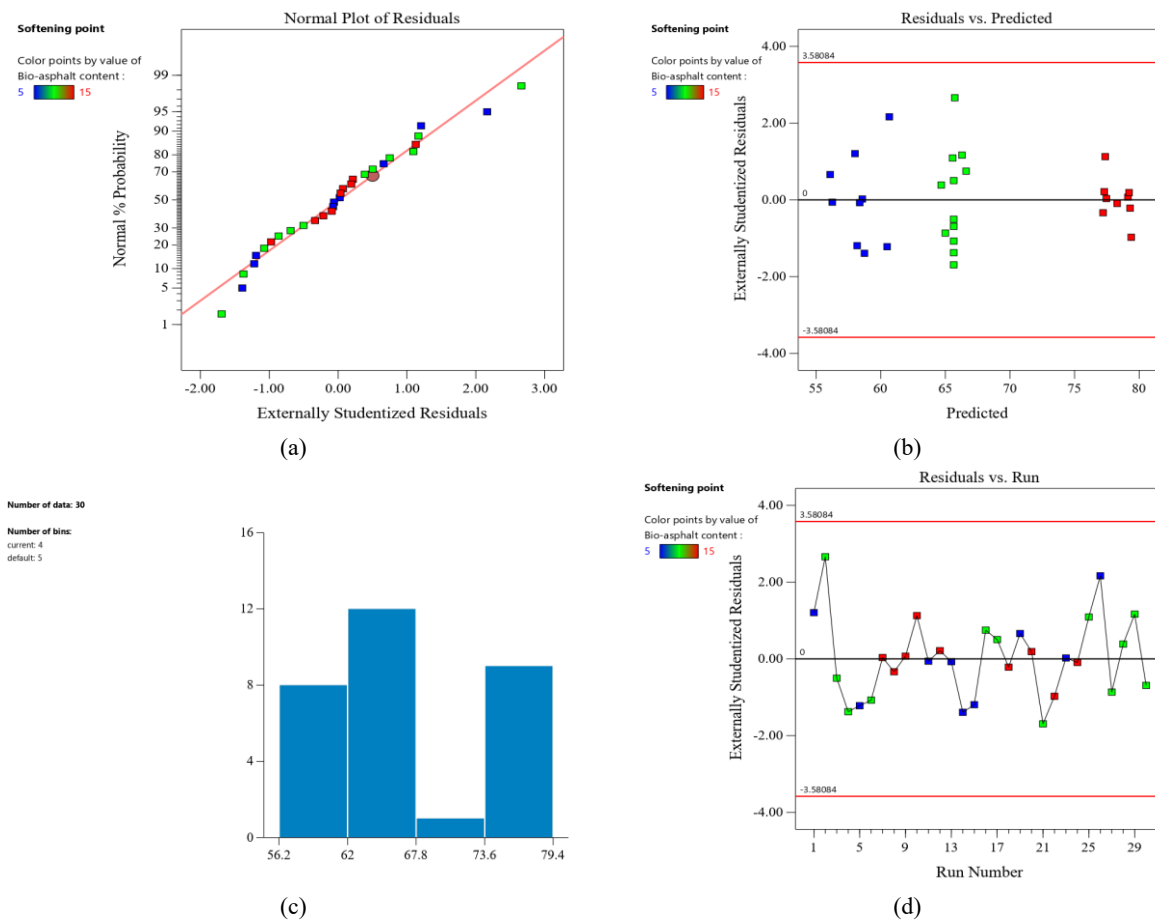 Normal Plot of Residuals
Softening point
Color points by value of
Bio-asphalt content :
5 15
Normal % Probability
99
95
90
80
70
50
30
20
10
5
1
-2.00 -1.00 0.00 1.00 2.00 3.00
Externally Studentized Residuals
(a)
Residuals vs. Predicted
Softening point
Color points by value of
Bio-asphalt content :
5 15
Externally Studentized Residuals
4.00
3.58084
2.00
0.00
0
-2.00
-3.58084
-4.00
55 60 65 70 75 80
Predicted
(b)
Number of data: 30
Number of bins:
current: 4
default: 5
16
12
8
4
0
56.2 62 67.8 73.6 79.4
(c)
Residuals vs. Run
Softening point
Color points by value of
Bio-asphalt content :
5 15
Externally Studentized Residuals
4.00
3.58084
2.00
0.00
0
-2.00
-3.58084
-4.00
1 5 9 13 17 21 25 29
Run Number
(d)